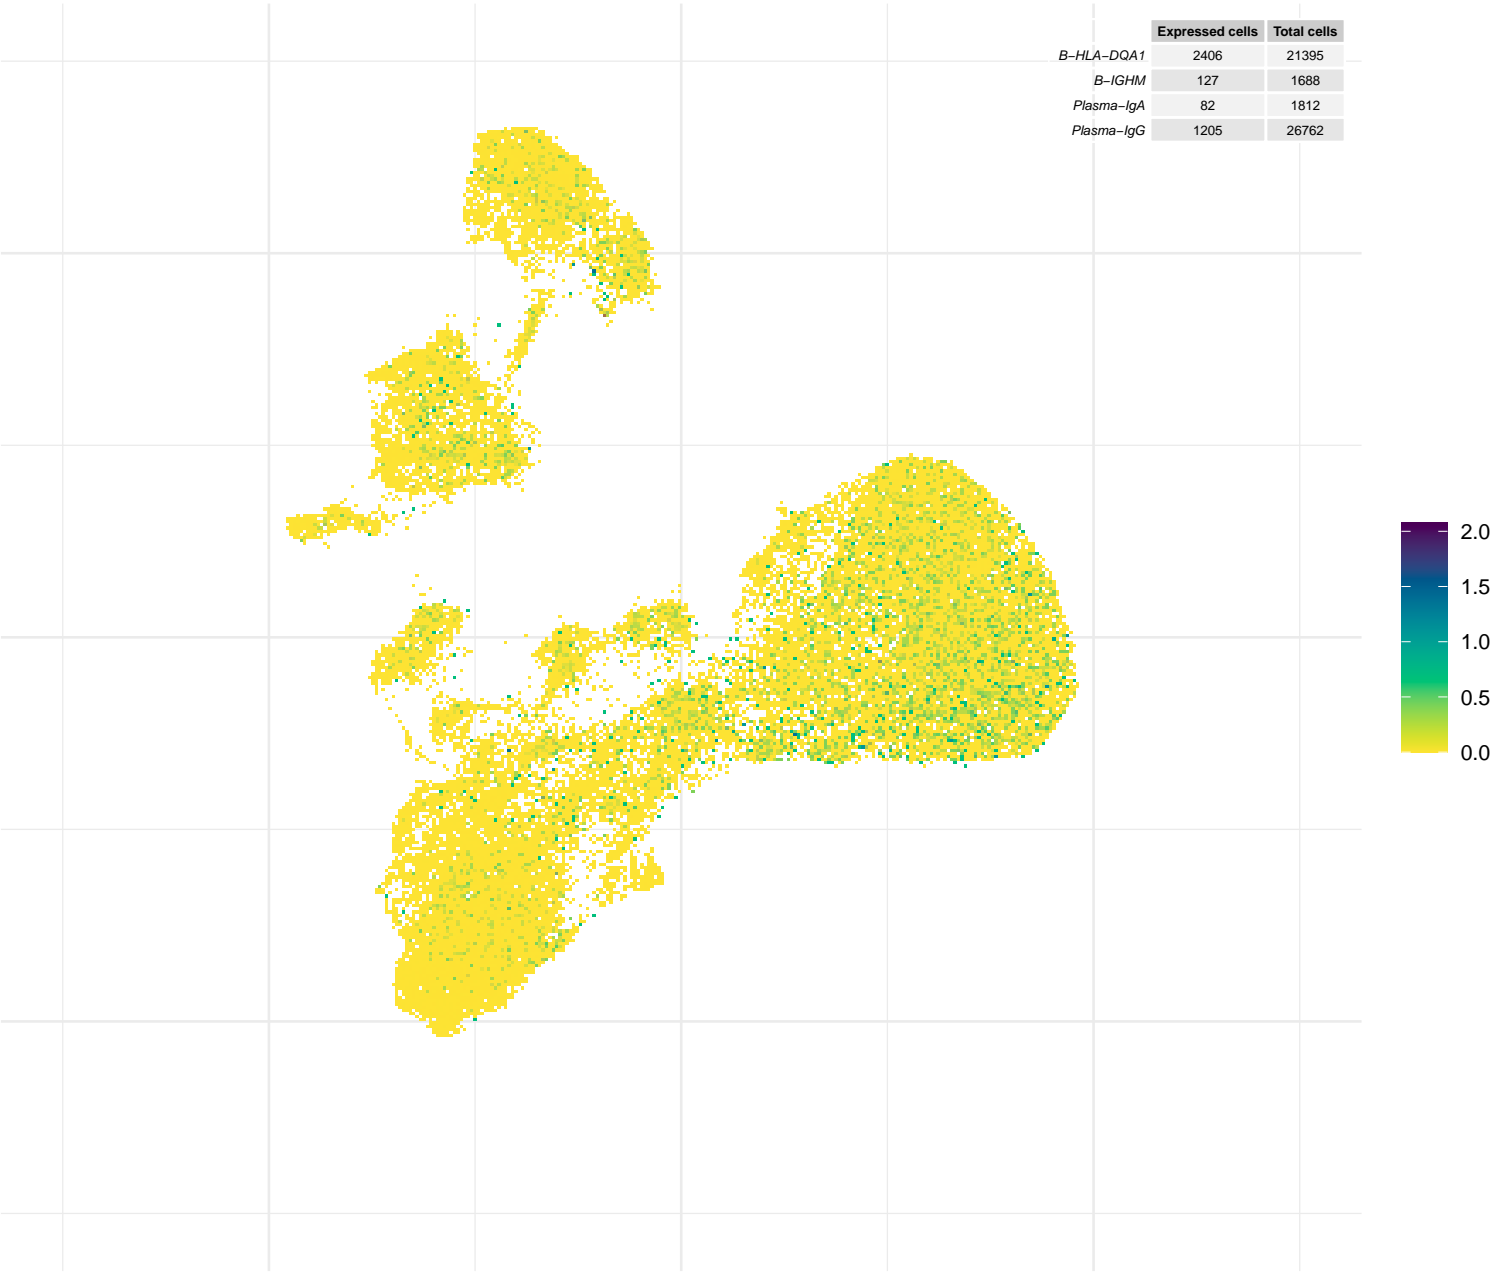 Expressed cells Total cells
B−HLA−DQA1 2406 21395
B−IGHM 127 1688
Plasma−IgA 82 1812
Plasma−IgG 1205 26762
2.0
1.5
1.0
0.5
0.0